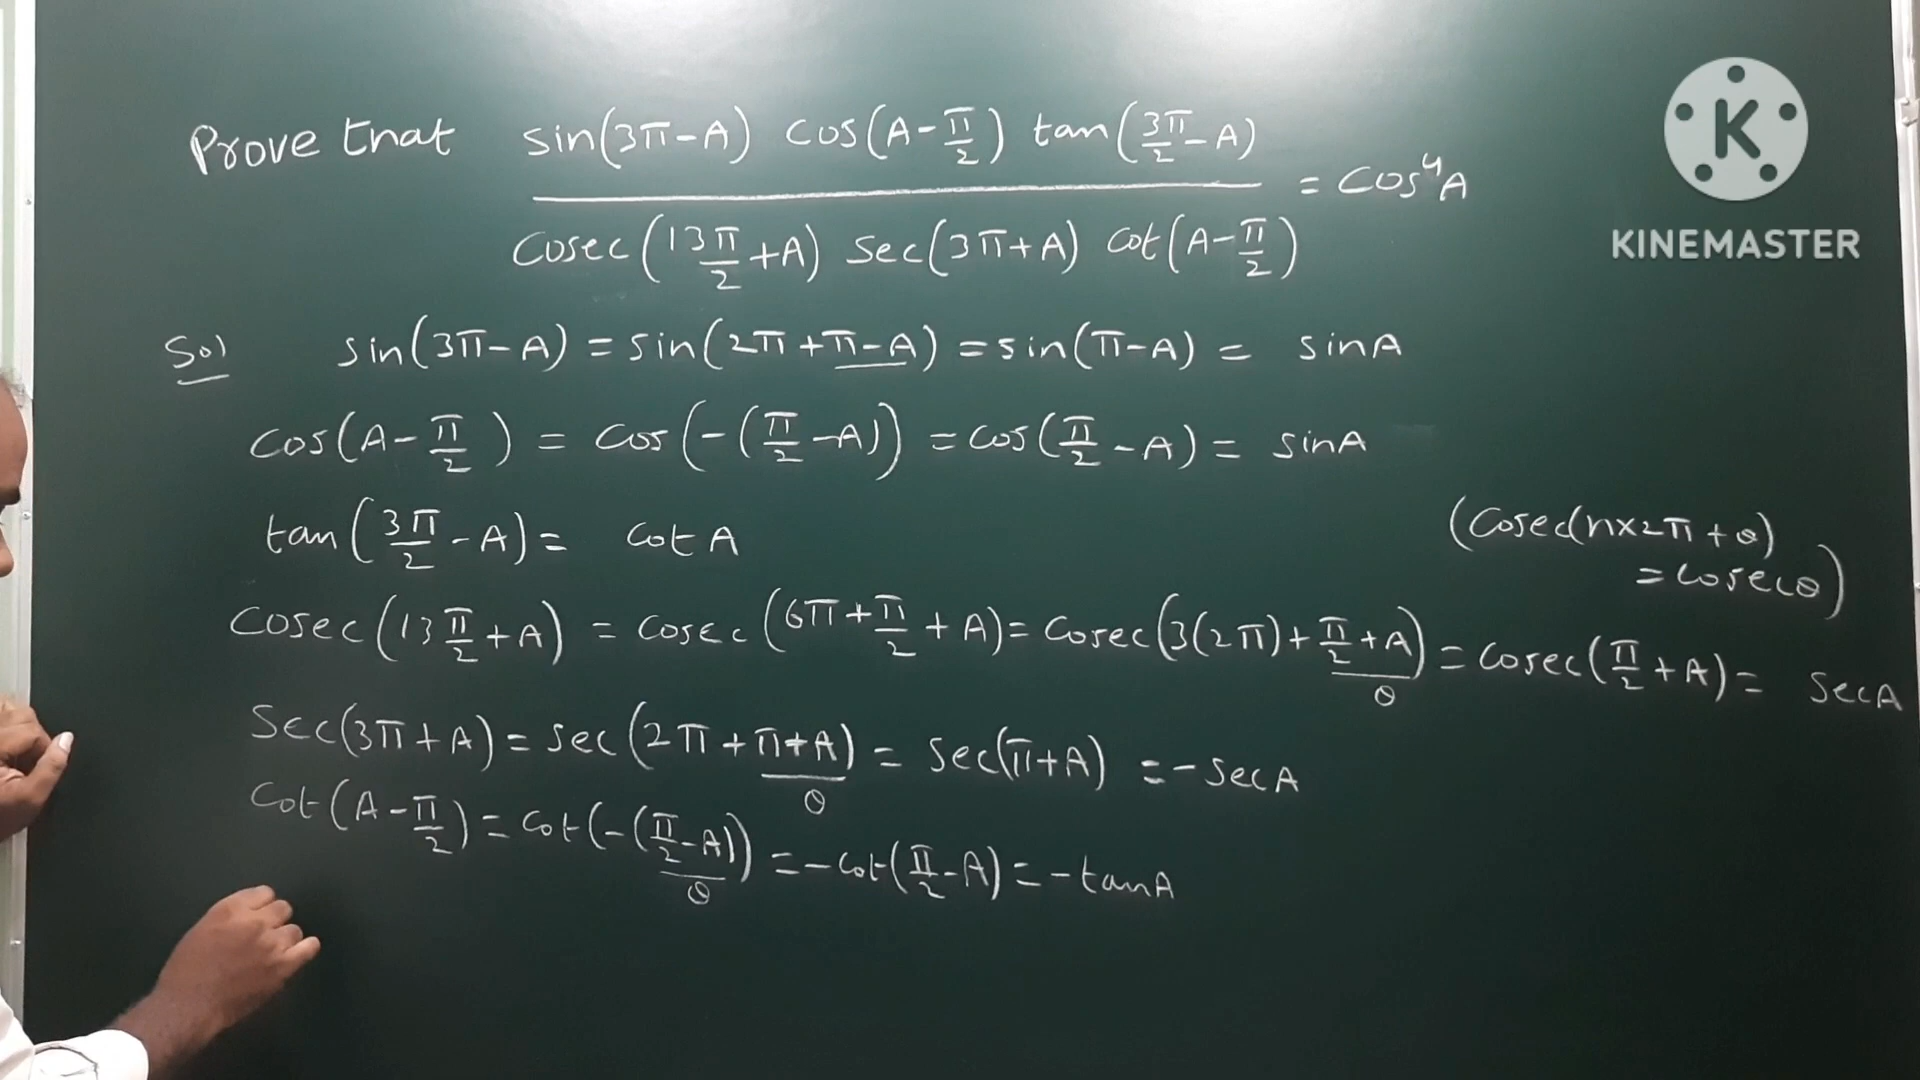 Prove that sin(3π-A) cos(A-π/2) tan(3π/2-A)
= cos⁴A
Cosec(13π/2+A) sec(3π+A) cot(A-π/2)
K
KINEMASTER
Sol sin(3π-A) = sin(2π+π-A) = sin(π-A) = sinA
cos(A-π/2) = cos(-(π/2-A)) = cos(π/2-A) = sinA
tan(3π/2-A) = cotA
(cosec(n×2π+θ)
= cosecθ)
Cosec(13π/2+A) = cosec(6π+π/2+A) = cosec(3(2π)+π/2+A) = cosec(π/2+A) = secA
θ
Sec(3π+A) = sec(2π+π+A) = sec(π+A) = -secA
θ
Cot(A-π/2) = cot(-(π/2-A)) = -cot(π/2-A) = -tanA
θ